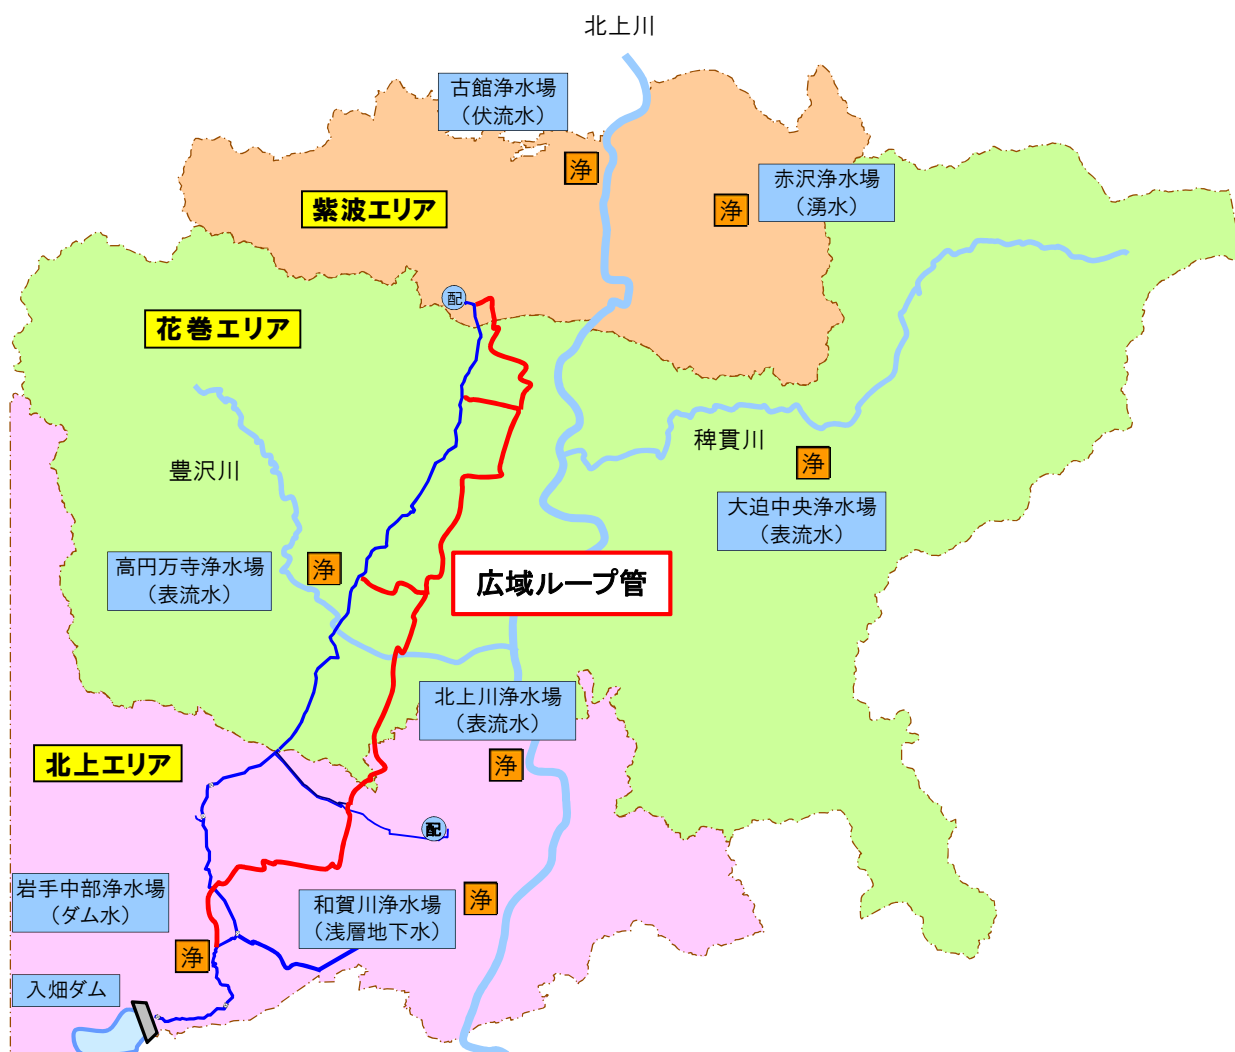 北上川
古館浄水場
（伏流水）
浄
赤沢浄水場
（湧水）
浄
紫波エリア
配
花巻エリア
稗貫川
浄
豊沢川
大迫中央浄水場
（表流水）
高円万寺浄水場
（表流水）
浄
広域ループ管
北上川浄水場
（表流水）
浄
北上エリア
配
岩手中部浄水場
（ダム水）
浄
和賀川浄水場
（浅層地下水）
浄
入畑ダム